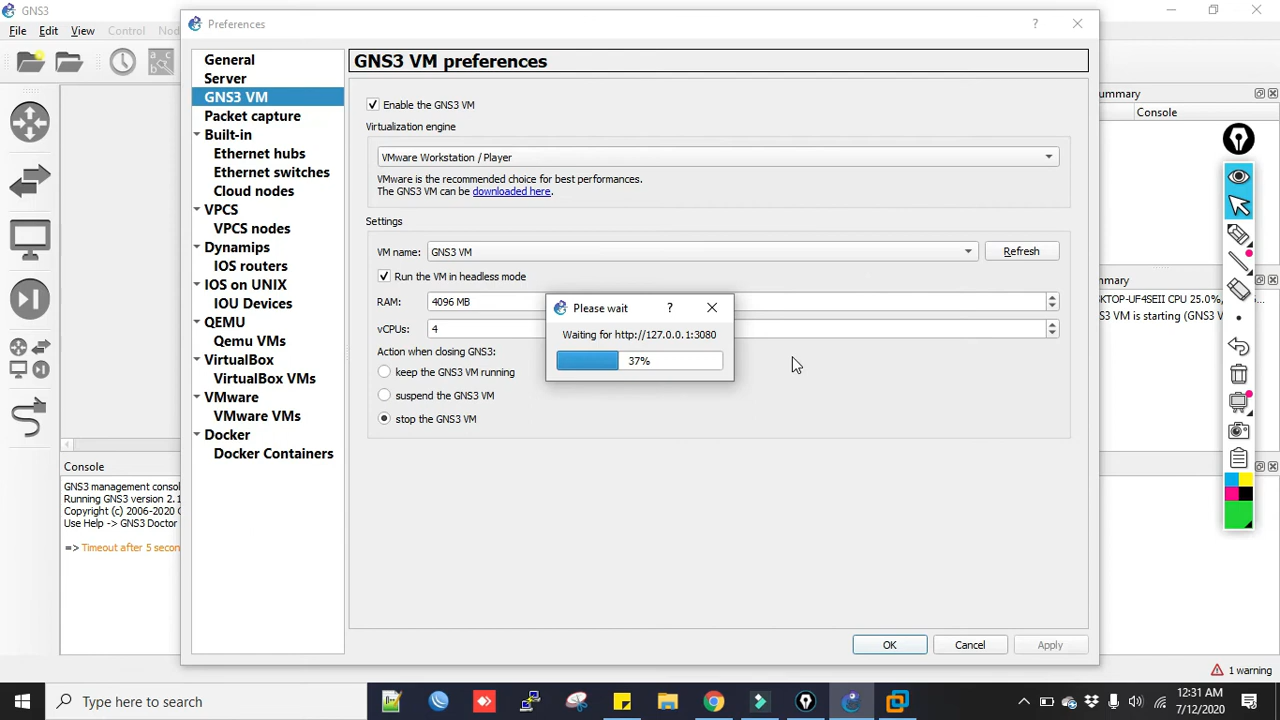 GNS3
Preferences
File Edit View Control Nod
General
Server
GNS3 VM
Packet capture
Built-in
Ethernet hubs
Ethernet switches
Cloud nodes
VPCS
VPCS nodes
Dynamips
IOS routers
IOS on UNIX
IOU Devices
QEMU
Qemu VMs
VirtualBox
VirtualBox VMs
VMware
VMware VMs
Docker
Docker Containers
GNS3 VM preferences
Enable the GNS3 VM
Virtualization engine
VMware Workstation / Player
VMware is the recommended choice for best performances.
The GNS3 VM can be downloaded here.
Settings
VM name: GNS3 VM Refresh
Run the VM in headless mode
RAM: 4096 MB
vCPUs: 4
Action when closing GNS3:
keep the GNS3 VM running
suspend the GNS3 VM
stop the GNS3 VM
Please wait
Waiting for http://127.0.0.1:3080
37%
OK Cancel Apply
ummary
Console
ummary
SKTOP-UF4SEII CPU 25.0%,
3 VM is starting (GNS3 V
Console
GNS3 management consol
Running GNS3 version 2.1
Copyright (c) 2006-2020 G
Use Help -> GNS3 Doctor
=> Timeout after 5 secon
1 warning
Type here to search
12:31 AM
7/12/2020